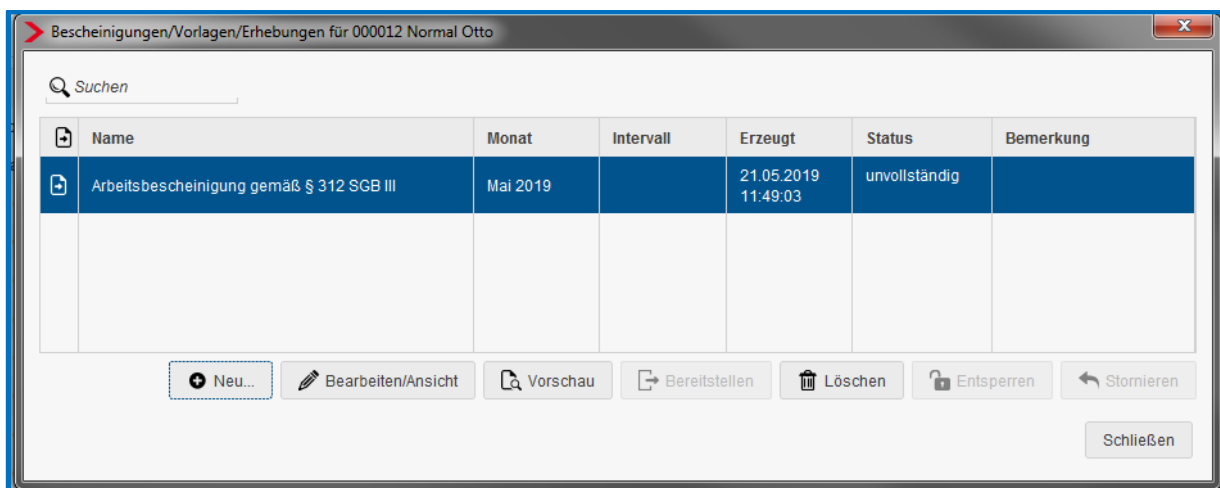 Bescheinigungen/Vorlagen/Erhebungen für 000012 Normal Otto
Suchen
Name Monat Intervall Erzeugt Status Bemerkung
Arbeitsbescheinigung gemäß § 312 SGB III Mai 2019 21.05.2019 11:49:03 unvollständig
Neu... Bearbeiten/Ansicht Vorschau Bereitstellen Löschen Entsperren Stornieren
Schließen